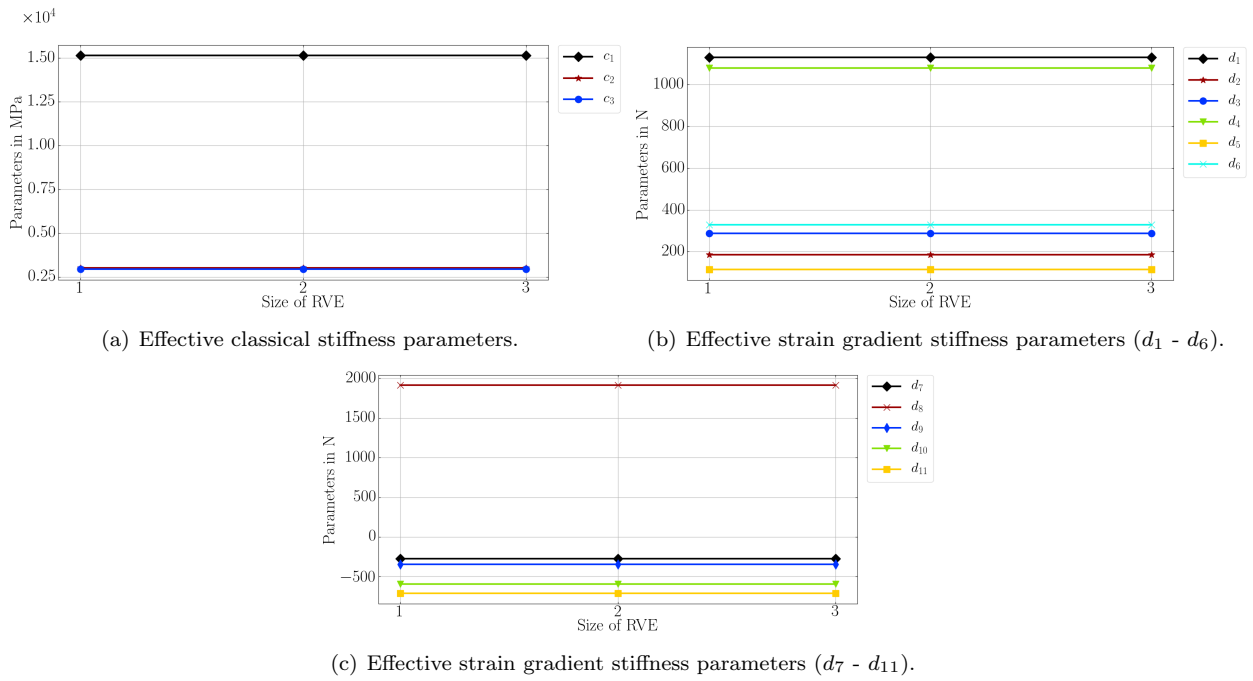 ×10⁴
1.50
1.25
1.00
0.75
0.50
0.25
Parameters in MPa
1 2 3
Size of RVE
c₁
c₂
c₃
(a) Effective classical stiffness parameters.
1000
800
600
400
200
Parameters in N
1 2 3
Size of RVE
d₁
d₂
d₃
d₄
d₅
d₆
(b) Effective strain gradient stiffness parameters (d₁ - d₆).
2000
1500
1000
500
0
−500
Parameters in N
1 2 3
Size of RVE
d₇
d₈
d₉
d₁₀
d₁₁
(c) Effective strain gradient stiffness parameters (d₇ - d₁₁).